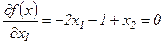 ∂f(x)/∂x₁ = −2x₁ − 1 + x₂ = 0